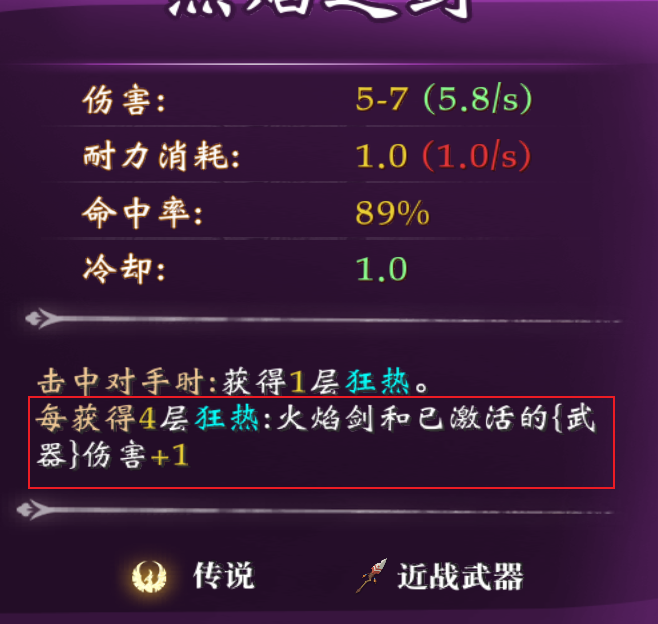 伤害: 5-7 (5.8/s)
耐力消耗: 1.0 (1.0/s)
命中率: 89%
冷却: 1.0
击中对手时:获得1层狂热。
每获得4层狂热:火焰剑和已激活的{武
器}伤害+1
传说 近战武器